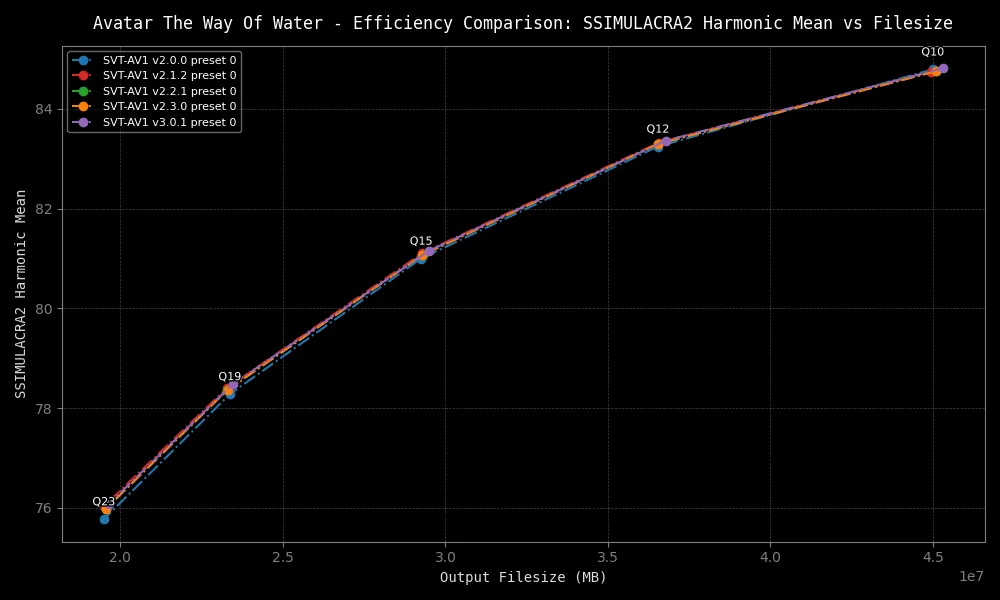 Avatar The Way Of Water - Efficiency Comparison: SSIMULACRA2 Harmonic Mean vs Filesize
SVT-AV1 v2.0.0 preset 0
SVT-AV1 v2.1.2 preset 0
SVT-AV1 v2.2.1 preset 0
SVT-AV1 v2.3.0 preset 0
SVT-AV1 v3.0.1 preset 0
Q10
Q12
Q15
Q19
Q23
84
82
80
78
76
SSIMULACRA2 Harmonic Mean
2.0 2.5 3.0 3.5 4.0 4.5
1e7
Output Filesize (MB)